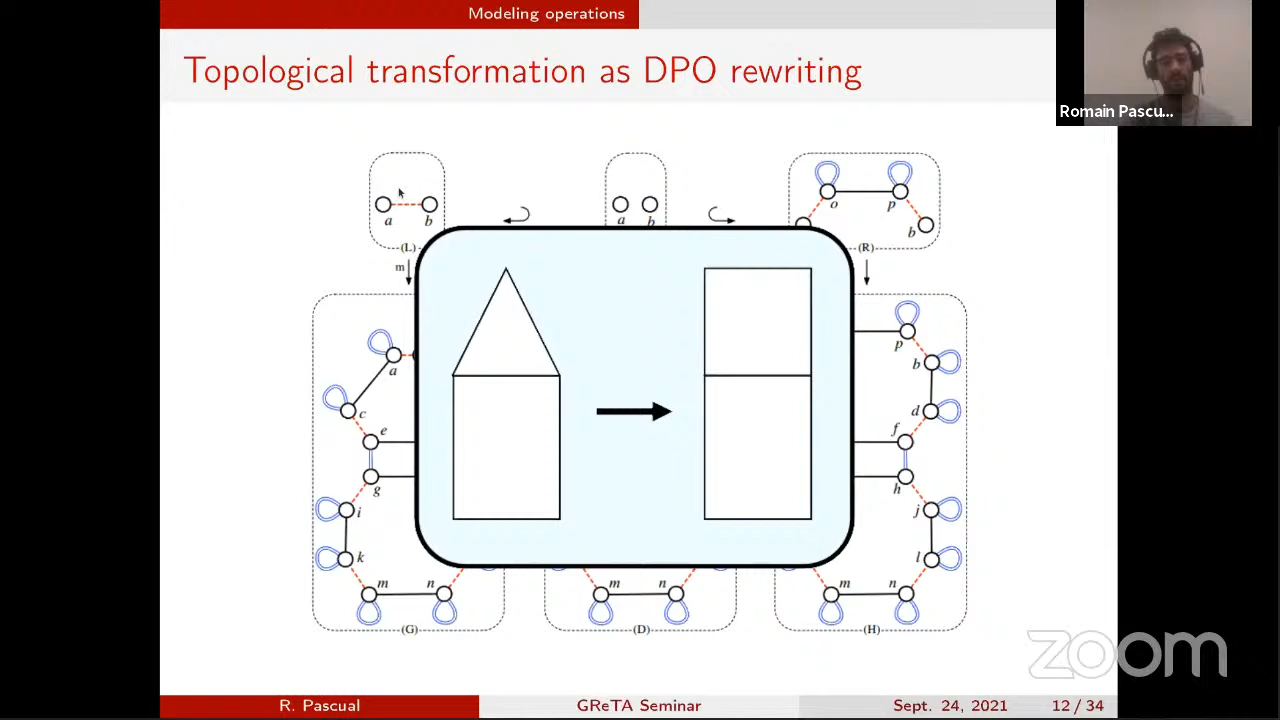 Modeling operations
Topological transformation as DPO rewriting
Romain Pascu...
a b
a b
o p
b
(L)
(R)
m
a
c
e
g
i
k
m n
(G)
m n
(D)
p
b
d
f
h
j
l
m n
(H)
zoom
R. Pascual GReTA Seminar Sept. 24, 2021 12 / 34